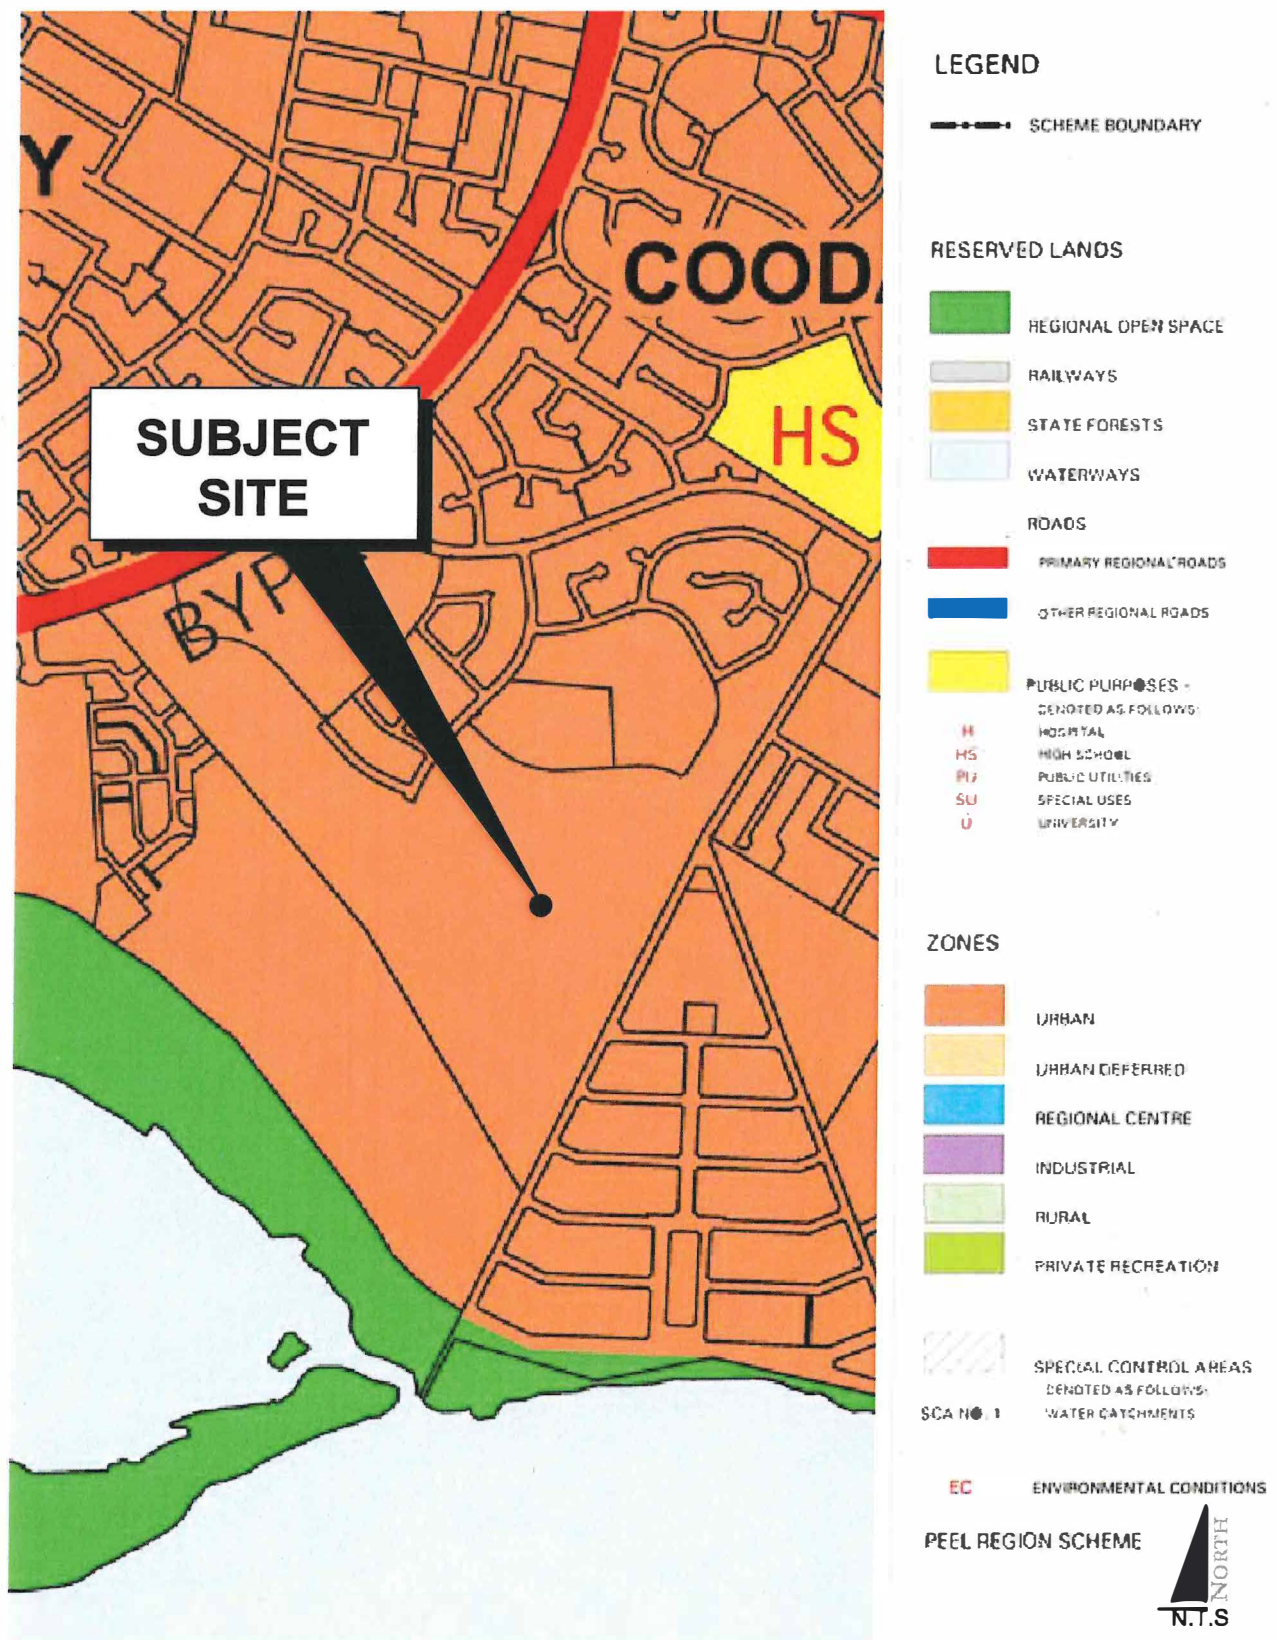 Y
COOD
HS
SUBJECT
SITE
BYP
LEGEND
SCHEME BOUNDARY
RESERVED LANDS
REGIONAL OPEN SPACE
RAILWAYS
STATE FORESTS
WATERWAYS
ROADS
PRIMARY REGIONAL ROADS
OTHER REGIONAL ROADS
PUBLIC PURPOSES -
DENOTED AS FOLLOWS:
H HOSPITAL
HS HIGH SCHOOL
PU PUBLIC UTILITIES
SU SPECIAL USES
U UNIVERSITY
ZONES
URBAN
URBAN DEFERRED
REGIONAL CENTRE
INDUSTRIAL
RURAL
PRIVATE RECREATION
SPECIAL CONTROL AREAS
DENOTED AS FOLLOWS:
SCA NO. 1 WATER CATCHMENTS
EC ENVIRONMENTAL CONDITIONS
PEEL REGION SCHEME
NORTH
N.T.S